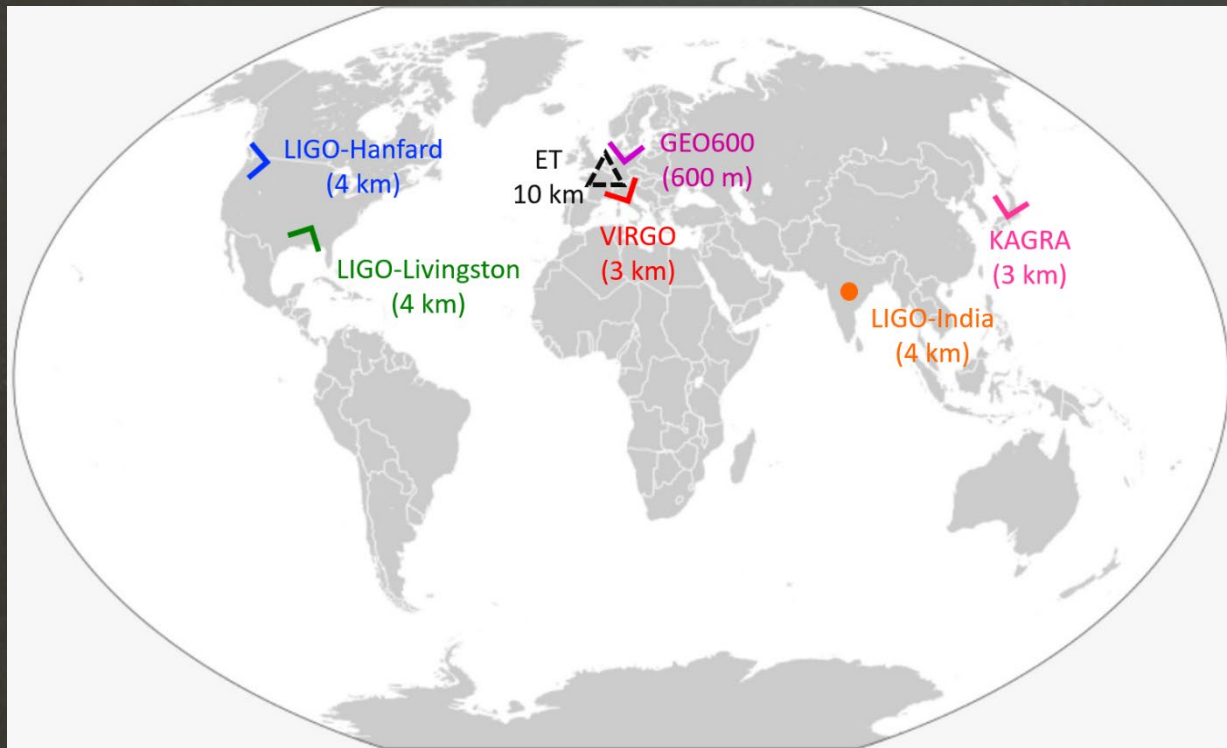 LIGO-Hanfard
(4 km)
ET
10 km
GEO600
(600 m)
LIGO-Livingston
(4 km)
VIRGO
(3 km)
KAGRA
(3 km)
LIGO-India
(4 km)